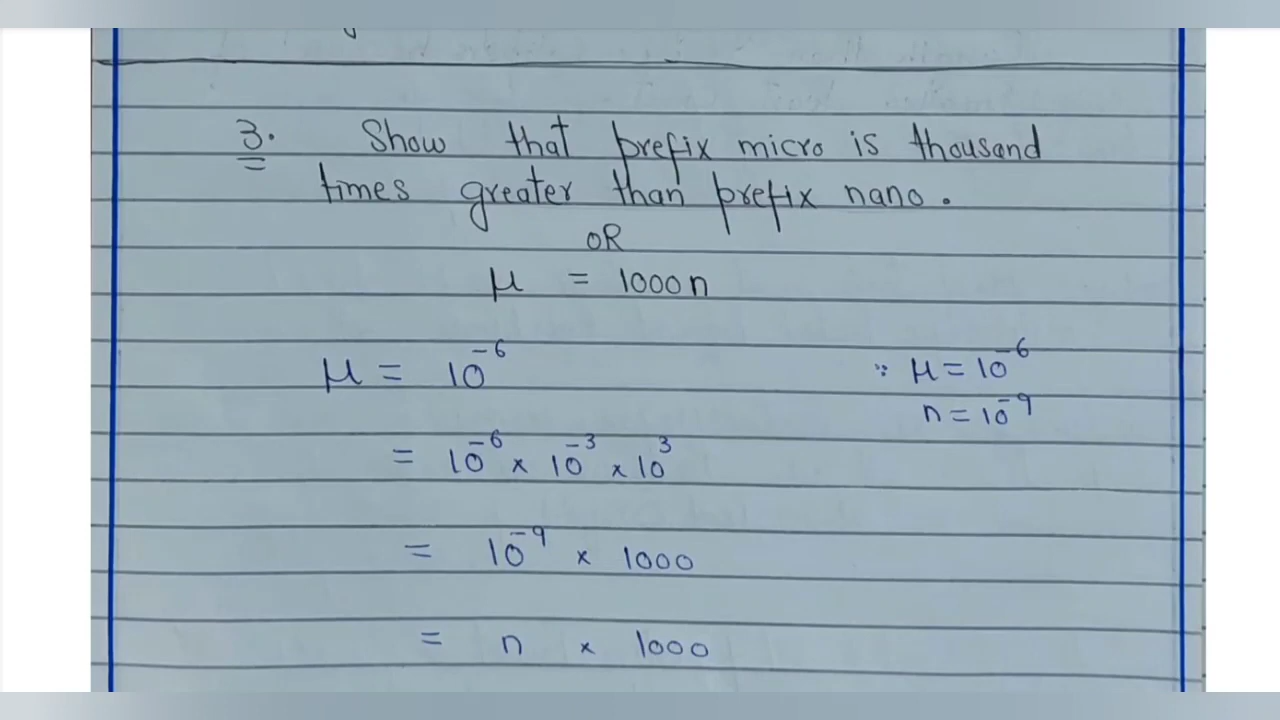 3. Show that prefix micro is thousand
times greater than prefix nano.
OR
μ = 1000n
μ = 10⁻⁶ ∵ μ = 10⁻⁶
n = 10⁻⁹
= 10⁻⁶ × 10⁻³ × 10³
= 10⁻⁹ × 1000
= n × 1000